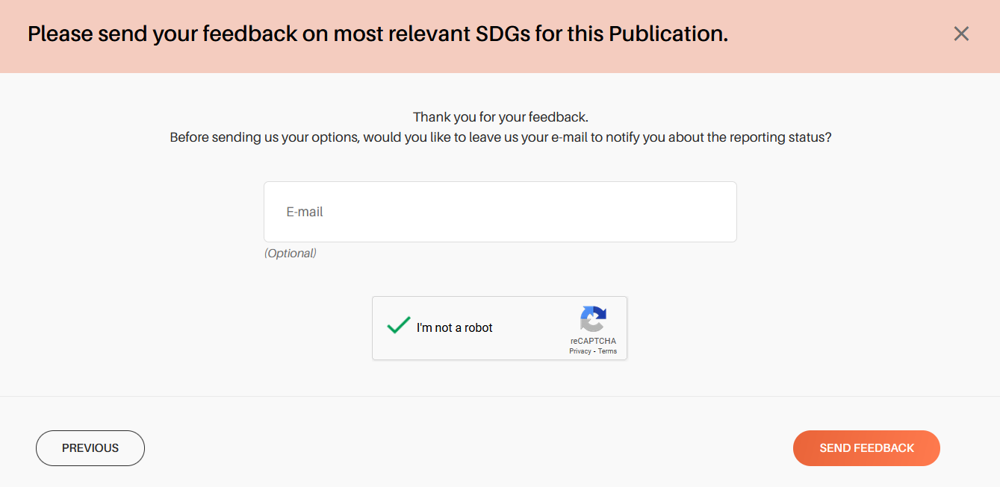 Please send your feedback on most relevant SDGs for this Publication.
Thank you for your feedback.
Before sending us your options, would you like to leave us your e-mail to notify you about the reporting status?
E-mail
(Optional)
I'm not a robot
reCAPTCHA
Privacy - Terms
PREVIOUS
SEND FEEDBACK